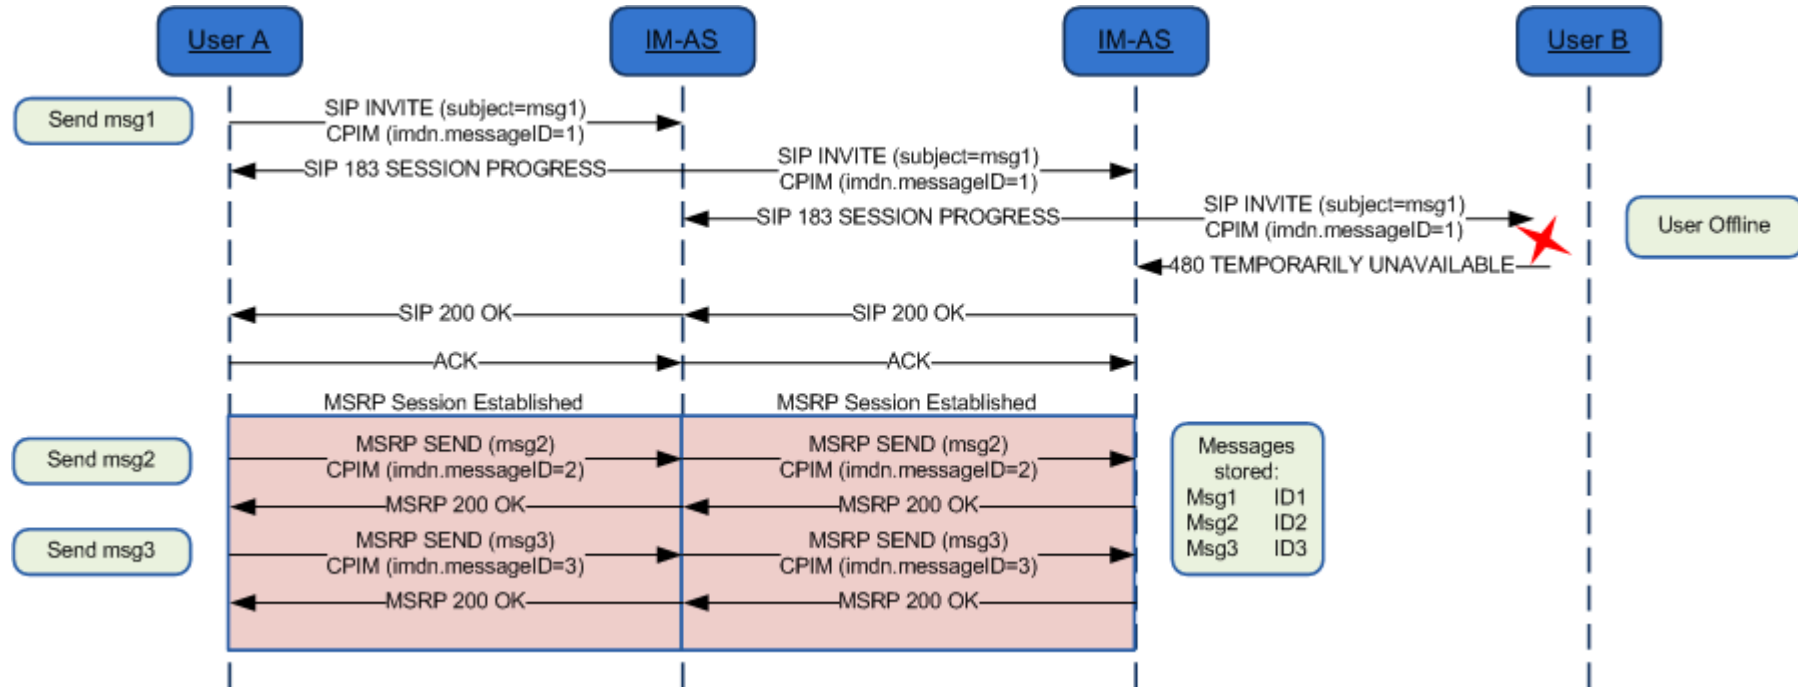 User A
IM-AS
IM-AS
User B
Send msg1
SIP INVITE (subject=msg1)
CPIM (imdn.messageID=1)
SIP 183 SESSION PROGRESS
SIP INVITE (subject=msg1)
CPIM (imdn.messageID=1)
SIP 183 SESSION PROGRESS
SIP INVITE (subject=msg1)
CPIM (imdn.messageID=1)
User Offline
480 TEMPORARILY UNAVAILABLE
SIP 200 OK
SIP 200 OK
ACK
ACK
MSRP Session Established
MSRP Session Established
Send msg2
MSRP SEND (msg2)
CPIM (imdn.messageID=2)
MSRP SEND (msg2)
CPIM (imdn.messageID=2)
MSRP 200 OK
MSRP 200 OK
Send msg3
MSRP SEND (msg3)
CPIM (imdn.messageID=3)
MSRP SEND (msg3)
CPIM (imdn.messageID=3)
MSRP 200 OK
MSRP 200 OK
Messages
stored:
Msg1 ID1
Msg2 ID2
Msg3 ID3